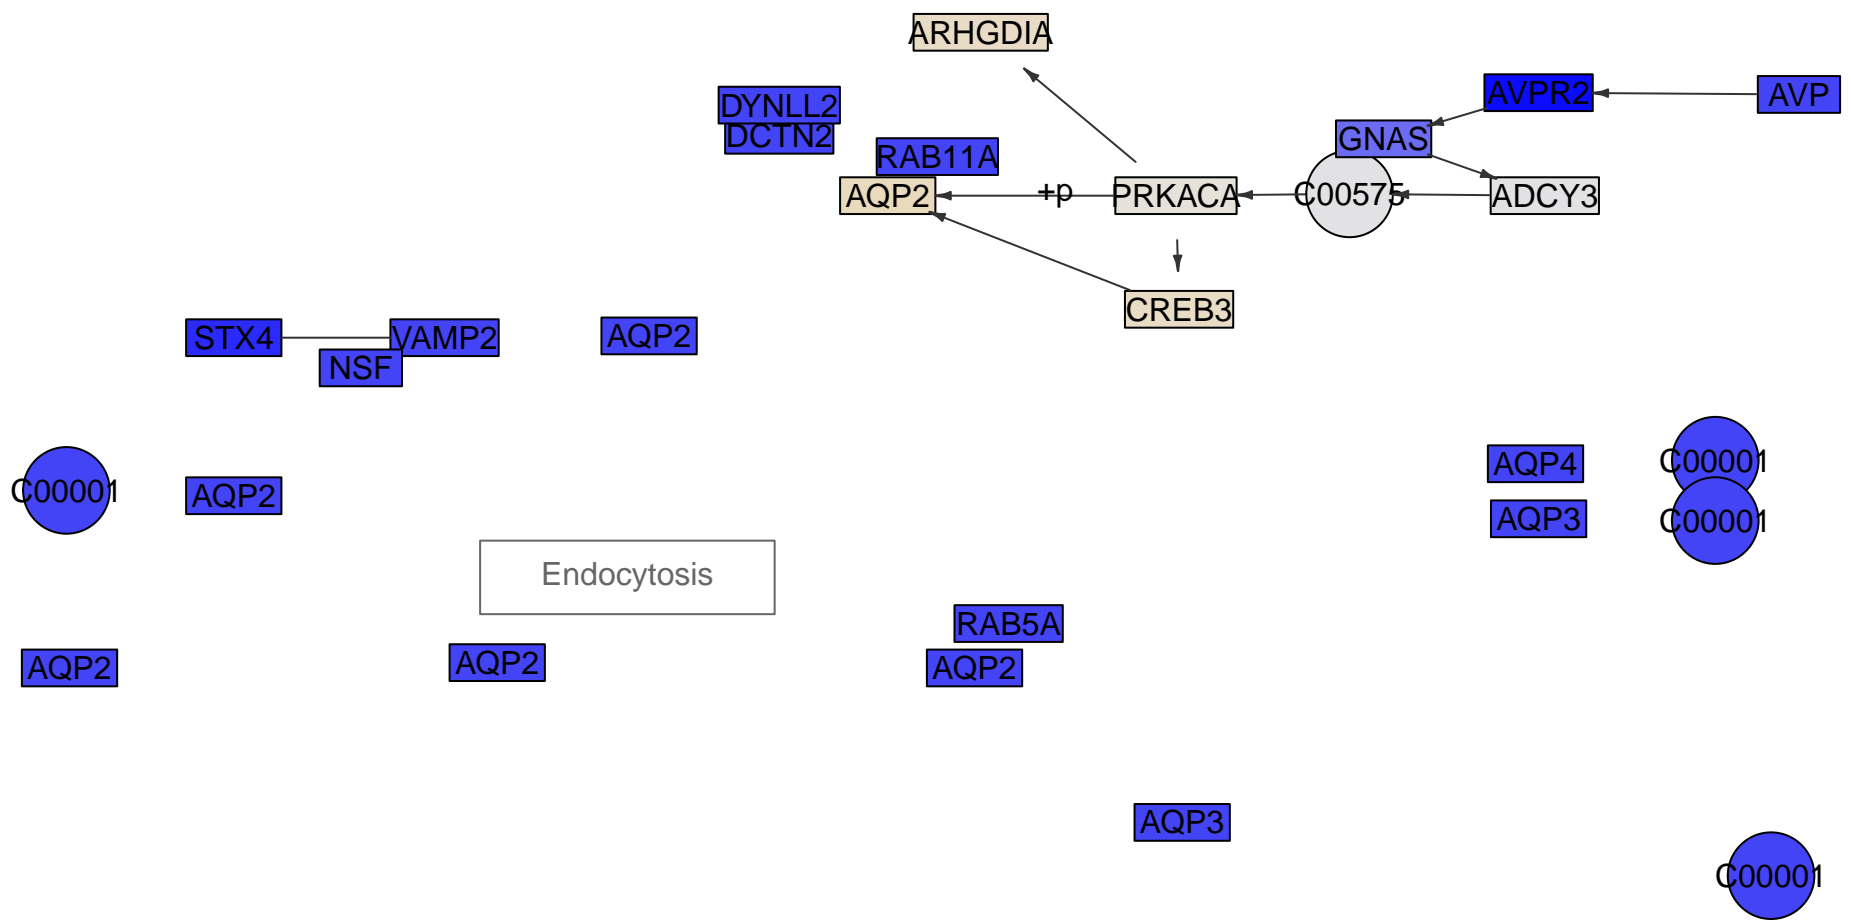 ARHGDIA
DYNLL2
AVPR2
AVP
DCTN2
GNAS
RAB11A
AQP2
+p
PRKACA
C00575
ADCY3
CREB3
STX4
VAMP2
AQP2
NSF
C00001
AQP2
AQP4
C00001
AQP3
C00001
Endocytosis
RAB5A
AQP2
AQP2
AQP2
AQP3
C00001